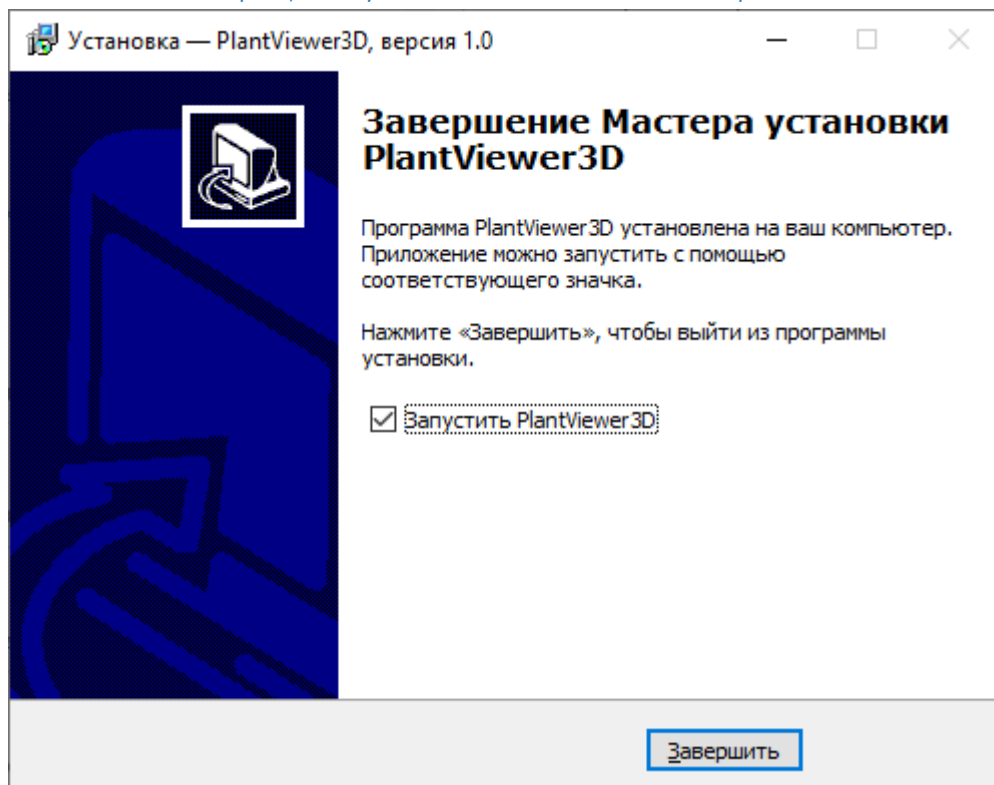 Установка — PlantViewer3D, версия 1.0
Завершение Мастера установки
PlantViewer3D
Программа PlantViewer3D установлена на ваш компьютер.
Приложение можно запустить с помощью
соответствующего значка.
Нажмите «Завершить», чтобы выйти из программы
установки.
Запустить PlantViewer3D
Завершить